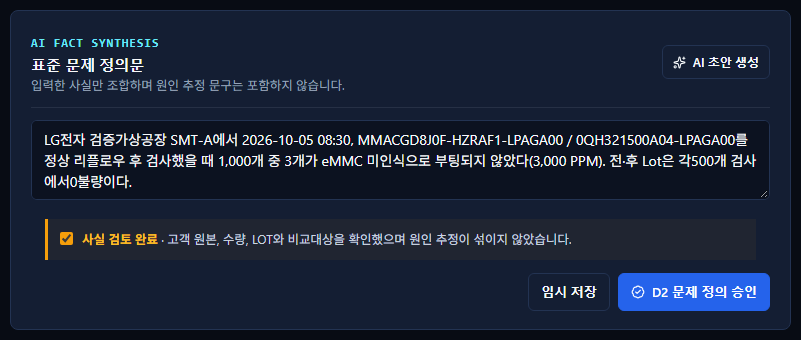 AI FACT SYNTHESIS
표준 문제 정의문
입력한 사실만 조합하며 원인 추정 문구는 포함하지 않습니다.
AI 초안 생성
LG전자 검증가상공장 SMT-A에서 2026-10-05 08:30, MMACGD8J0F-HZRAF1-LPAGA00 / 0QH321500A04-LPAGA00를
정상 리플로우 후 검사했을 때 1,000개 중 3개가 eMMC 미인식으로 부팅되지 않았다(3,000 PPM). 전·후 Lot은 각500개 검사
에서0불량이다.
사실 검토 완료 · 고객 원본, 수량, LOT와 비교대상을 확인했으며 원인 추정이 섞이지 않았습니다.
임시 저장
D2 문제 정의 승인